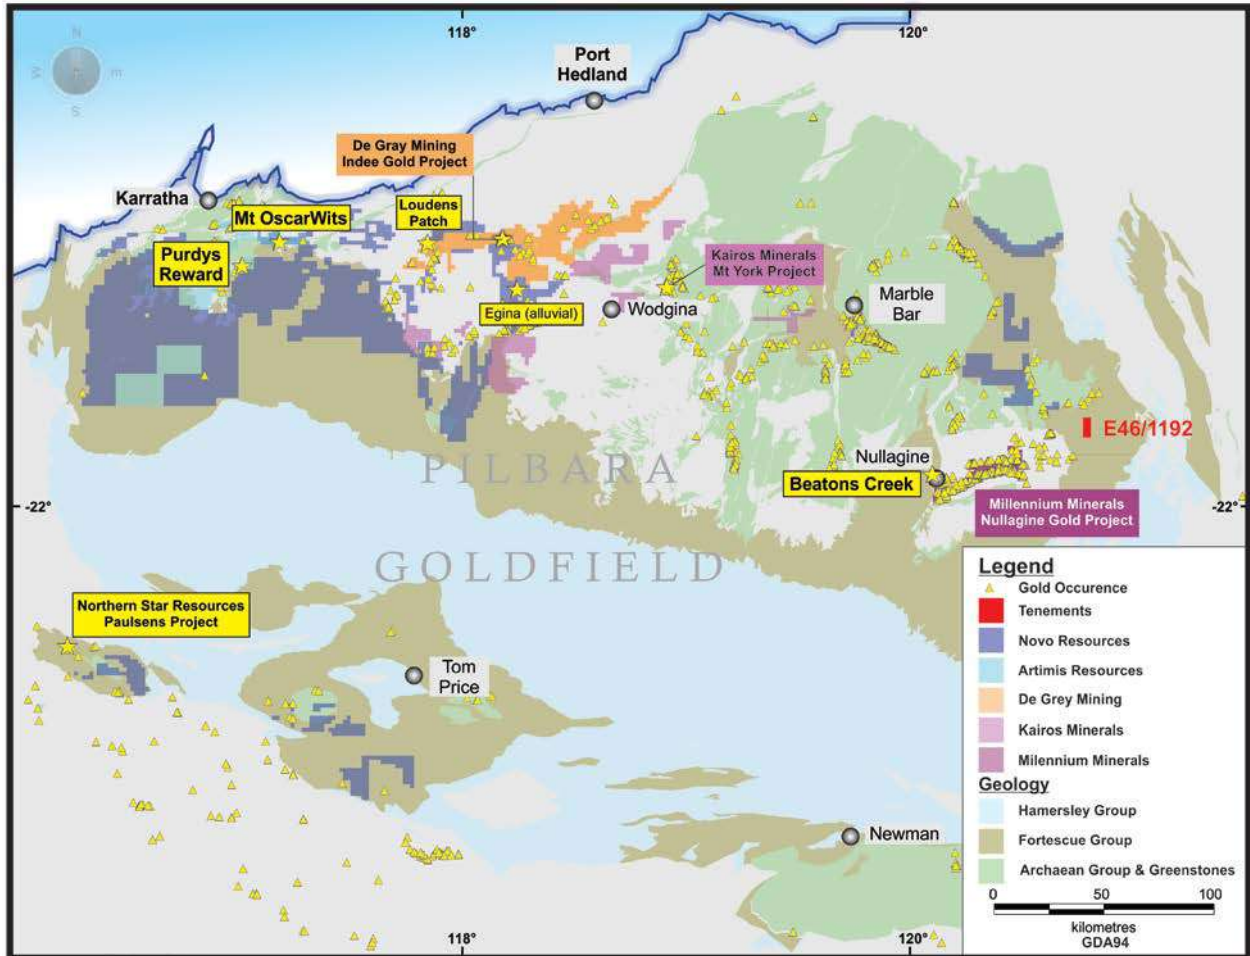 118°
120°
N
W
E
S
Port
Hedland
De Gray Mining
Indee Gold Project
Karratha
Mt OscarWits
Loudens
Patch
Purdys
Reward
Kairos Minerals
Mt York Project
Egina (alluvial)
Wodgina
Marble
Bar
E46/1192
PILBARA
Nullagine
Beatons Creek
-22°
-22°
Millennium Minerals
Nullagine Gold Project
GOLDFIELD
Northern Star Resources
Paulsens Project
Tom
Price
Newman
118°
120°
Legend
Gold Occurence
Tenements
Novo Resources
Artimis Resources
De Grey Mining
Kairos Minerals
Milennium Minerals
Geology
Hamersley Group
Fortescue Group
Archaean Group & Greenstones
0 50 100
kilometres
GDA94